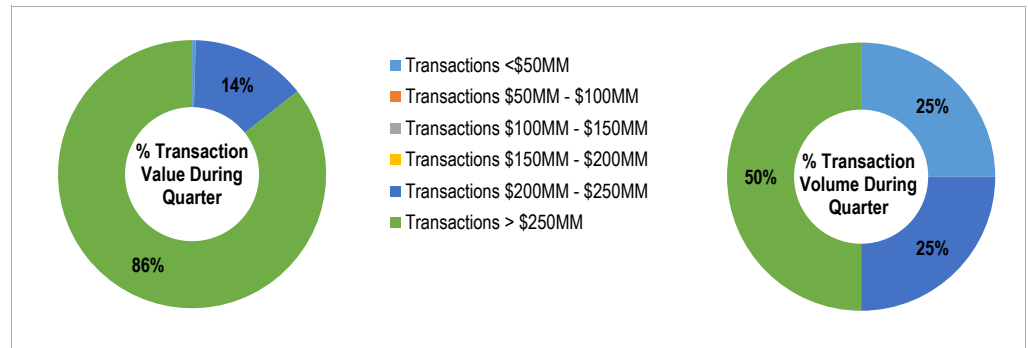 14%
% Transaction
Value During
Quarter
86%
Transactions <$50MM
Transactions $50MM - $100MM
Transactions $100MM - $150MM
Transactions $150MM - $200MM
Transactions $200MM - $250MM
Transactions > $250MM
25%
50%
% Transaction
Volume During
Quarter
25%